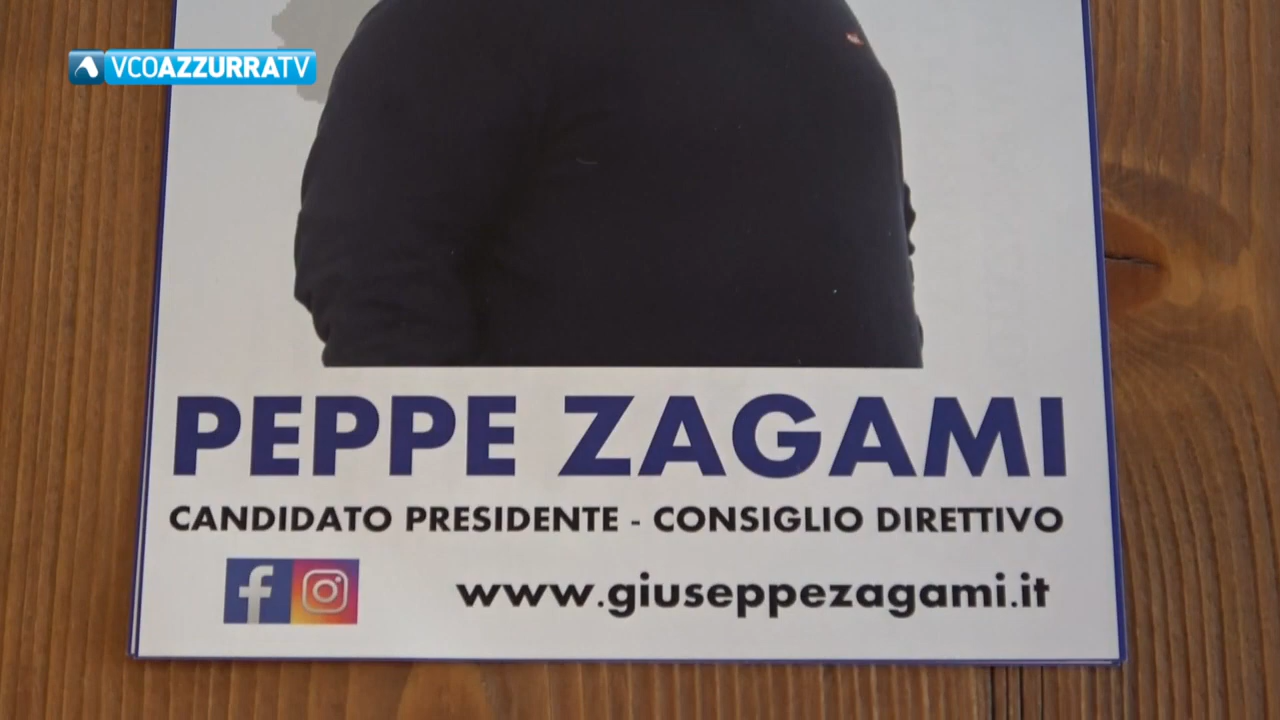 VCOAZZURRATV
PEPPE ZAGAMI
CANDIDATO PRESIDENTE - CONSIGLIO DIRETTIVO
www.giuseppezagami.it